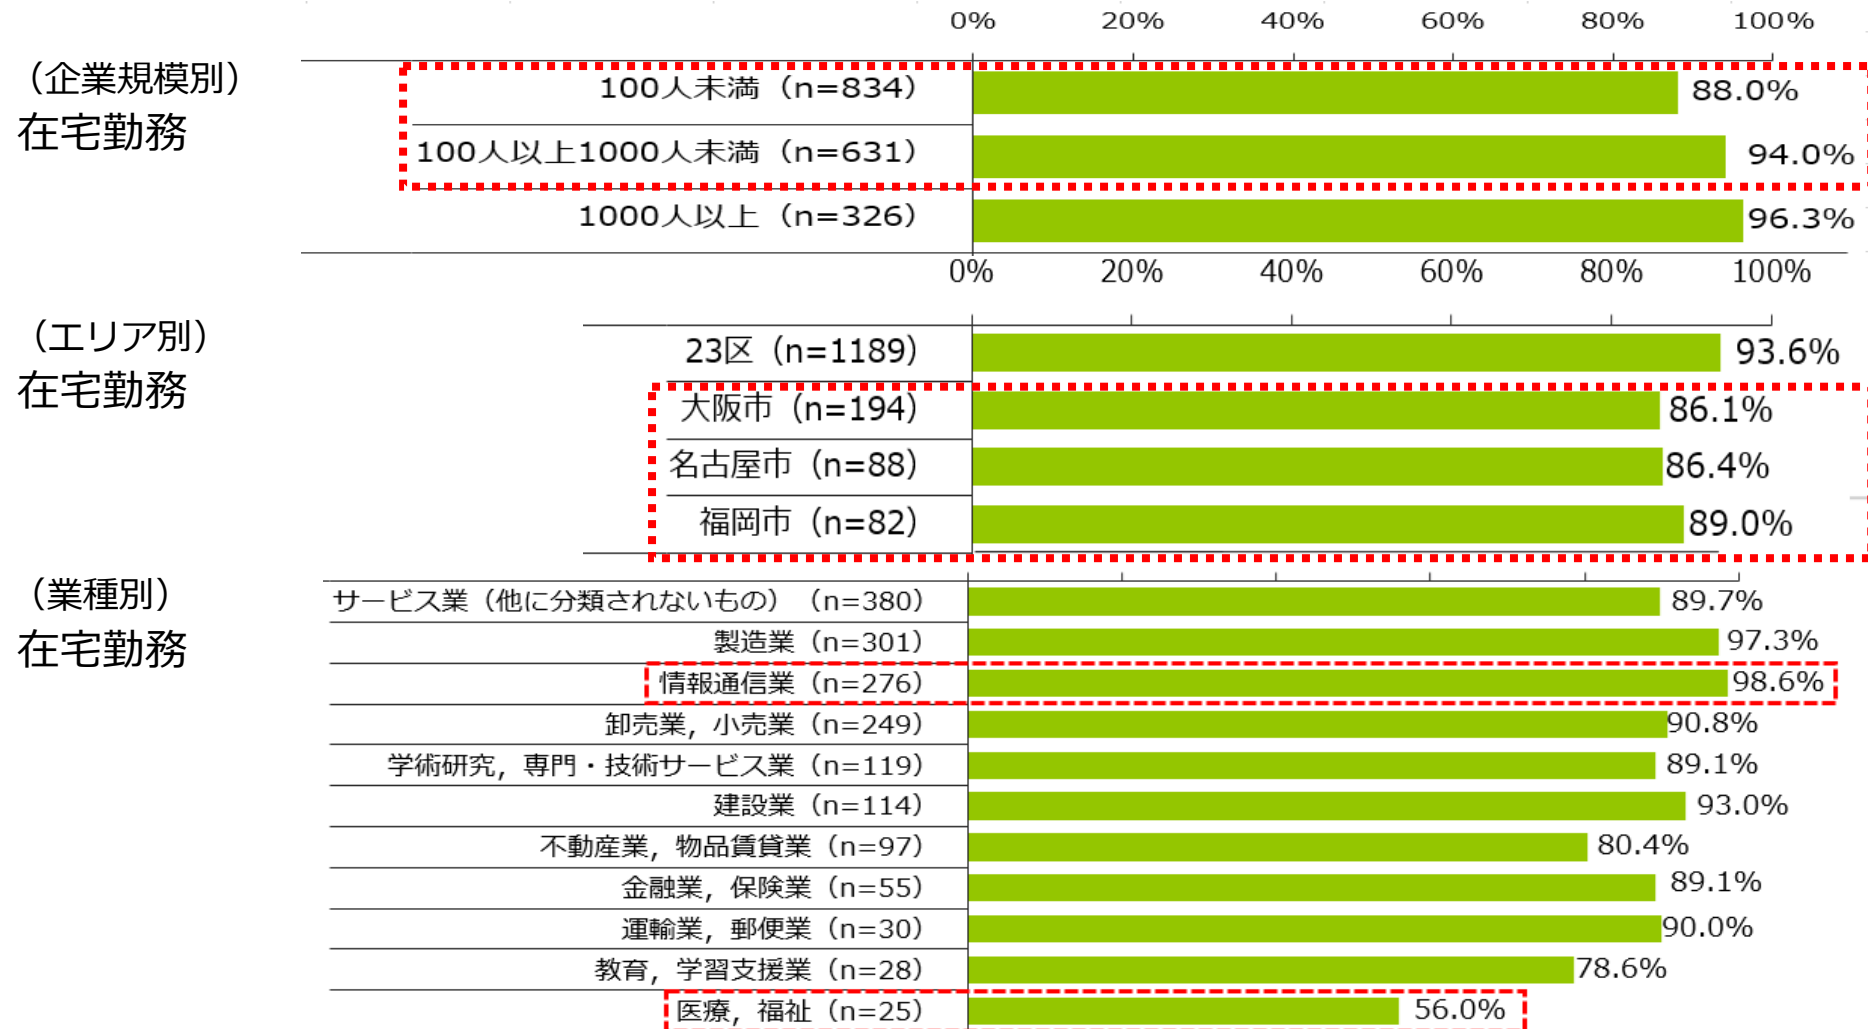 0% 20% 40% 60% 80% 100%
（企業規模別）
在宅勤務
100人未満（n=834） 88.0%
100人以上1000人未満（n=631） 94.0%
1000人以上（n=326） 96.3%
0% 20% 40% 60% 80% 100%
（エリア別）
在宅勤務
23区（n=1189） 93.6%
大阪市（n=194） 86.1%
名古屋市（n=88） 86.4%
福岡市（n=82） 89.0%
（業種別）
在宅勤務
サービス業（他に分類されないもの）（n=380） 89.7%
製造業（n=301） 97.3%
情報通信業（n=276） 98.6%
卸売業，小売業（n=249） 90.8%
学術研究，専門・技術サービス業（n=119） 89.1%
建設業（n=114） 93.0%
不動産業，物品賃貸業（n=97） 80.4%
金融業，保険業（n=55） 89.1%
運輸業，郵便業（n=30） 90.0%
教育，学習支援業（n=28） 78.6%
医療，福祉（n=25） 56.0%